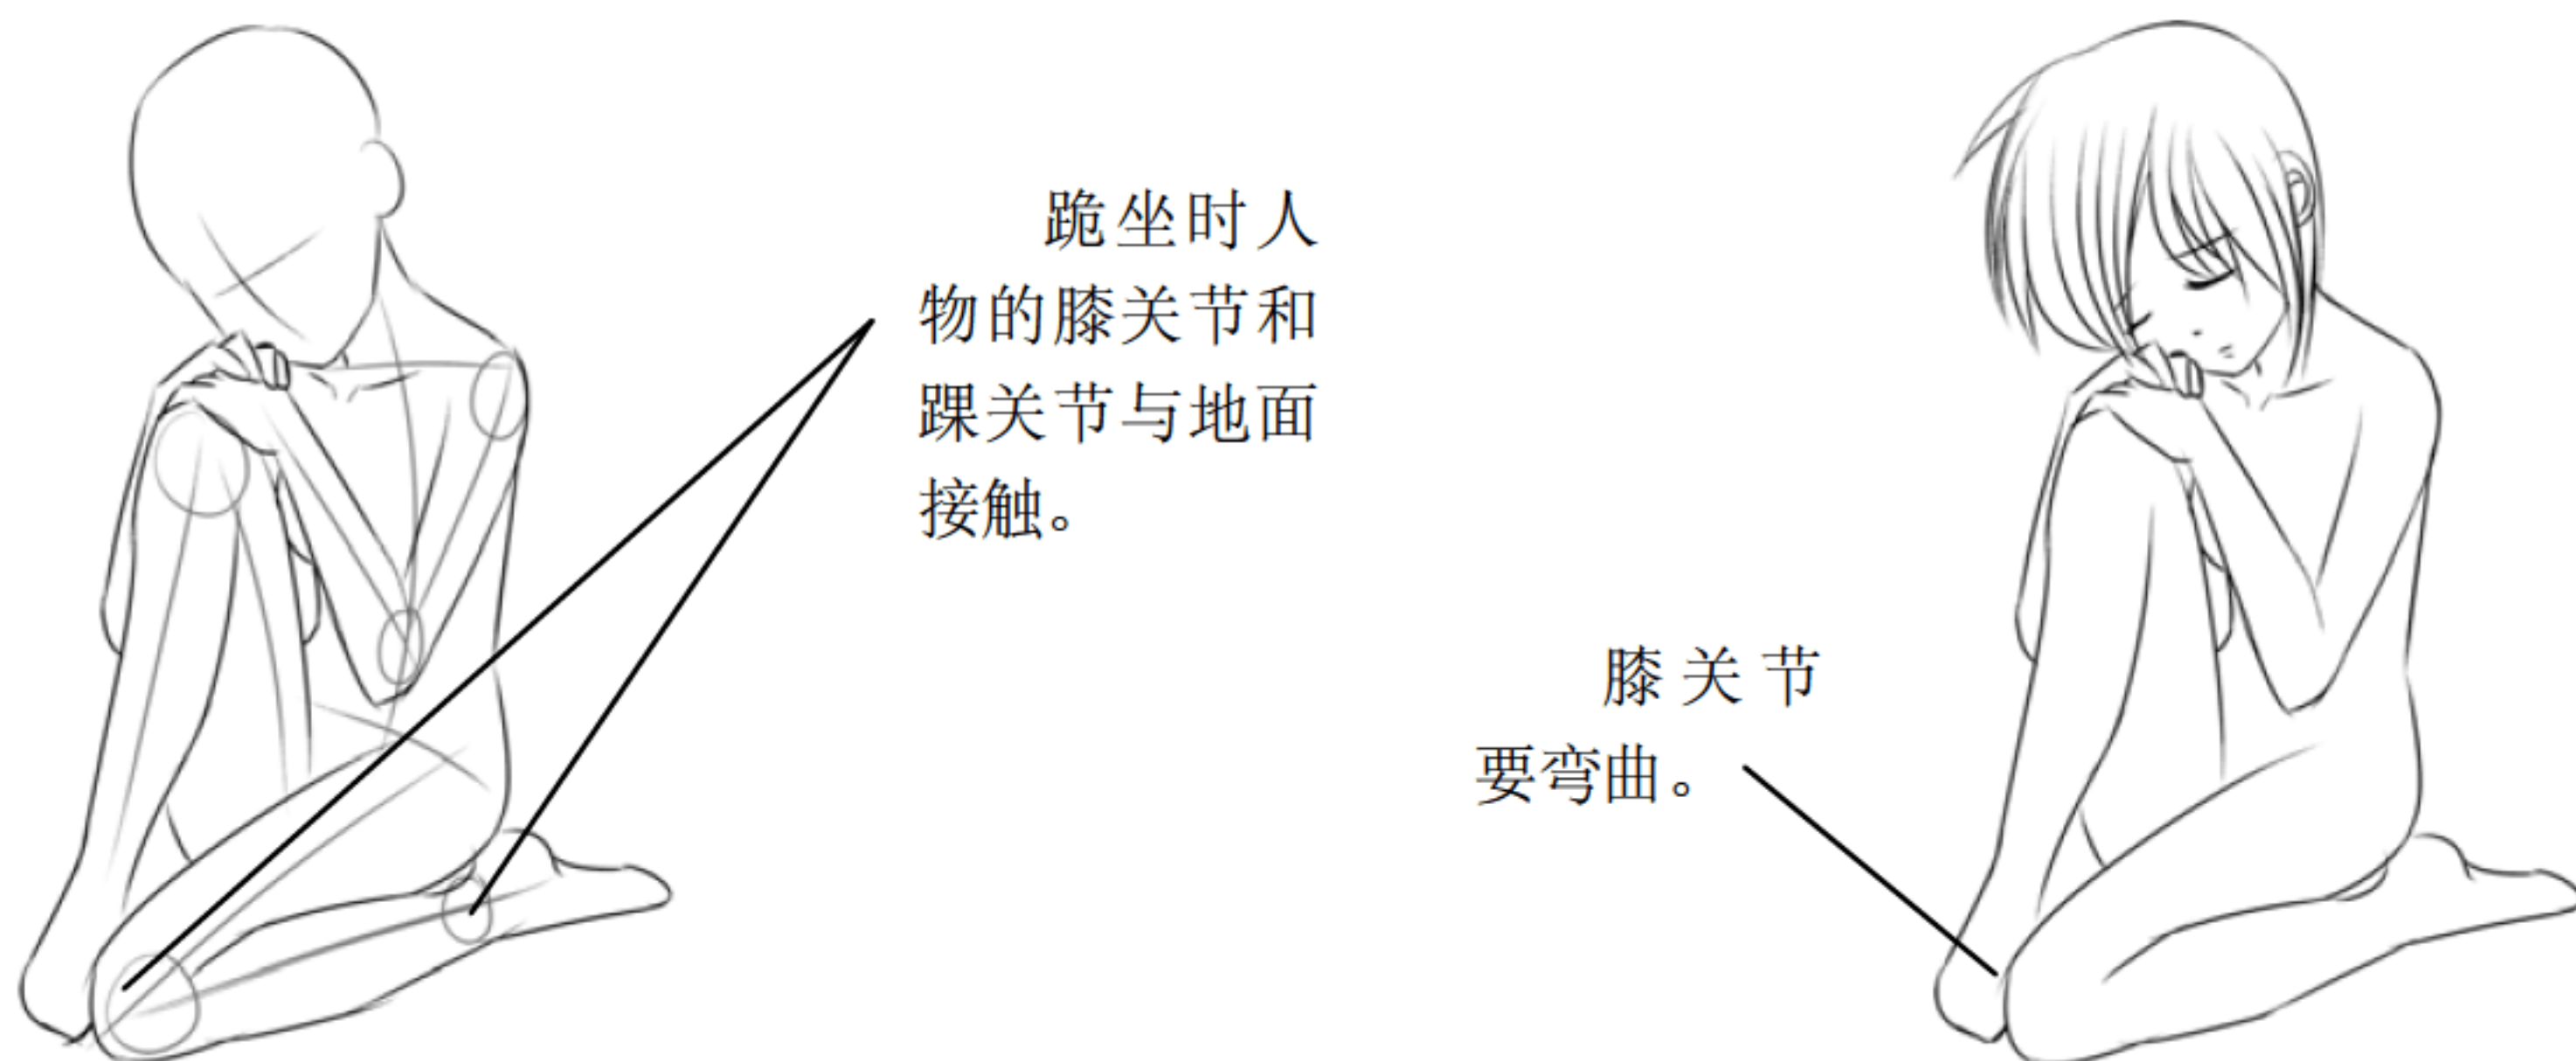 跪坐时人
物的膝关节和
踝关节与地面
接触。
膝关节
要弯曲。